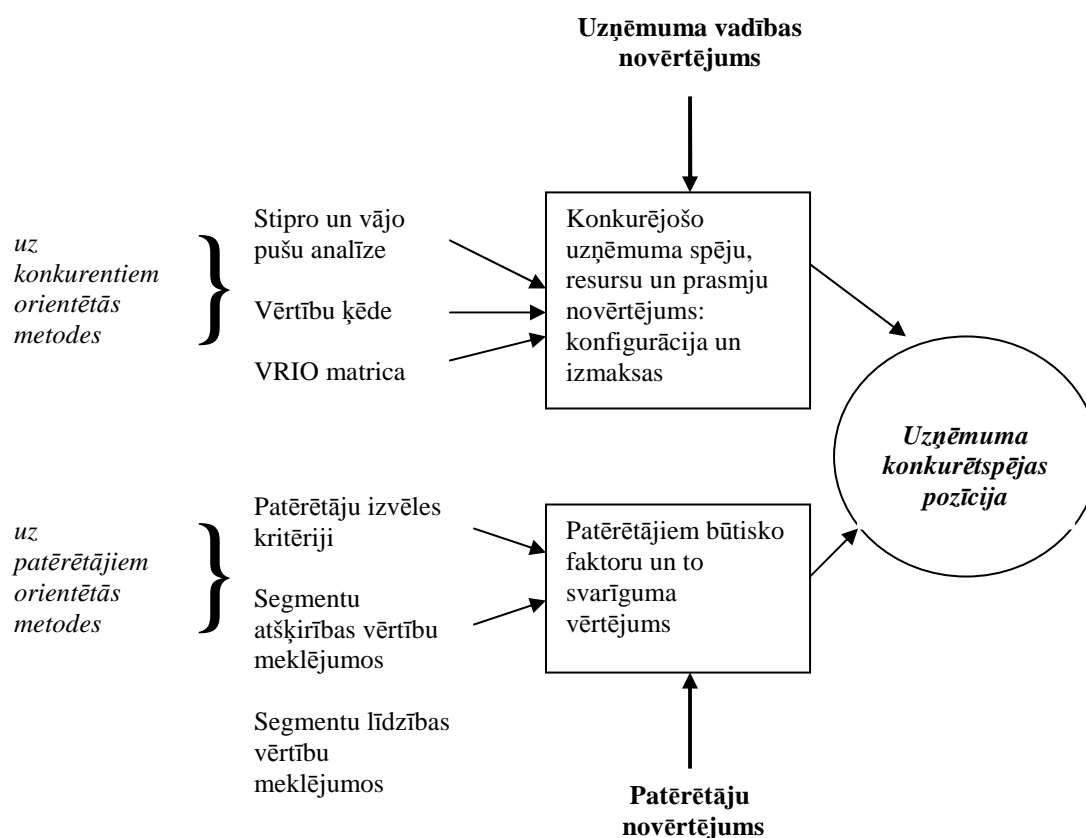 Uzņēmuma vadības
novērtējums
uz
konkurentiem
orientētās
metodes
Stipro un vājo
pušu analīze
Vērtību ķēde
VRIO matrica
Konkurējošo
uzņēmuma spēju,
resursu un prasmju
novērtējums:
konfigurācija un
izmaksas
Uzņēmuma
konkurētspējas
pozīcija
uz
patērētājiem
orientētās
metodes
Patērētāju izvēles
kritēriji
Segmentu
atšķirības vērtību
meklējumos
Segmentu līdzības
vērtību
meklējumos
Patērētājiem būtisko
faktoru un to
svarīguma
vērtējums
Patērētāju
novērtējums